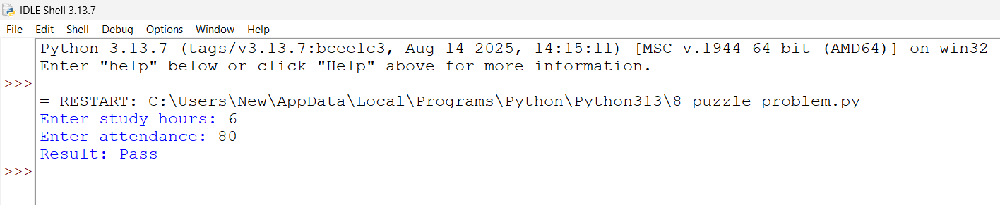 IDLE Shell 3.13.7
File Edit Shell Debug Options Window Help
Python 3.13.7 (tags/v3.13.7:bcee1c3, Aug 14 2025, 14:15:11) [MSC v.1944 64 bit (AMD64)] on win32
Enter "help" below or click "Help" above for more information.
>>>
= RESTART: C:\Users\New\AppData\Local\Programs\Python\Python313\8 puzzle problem.py
Enter study hours: 6
Enter attendance: 80
Result: Pass
>>>